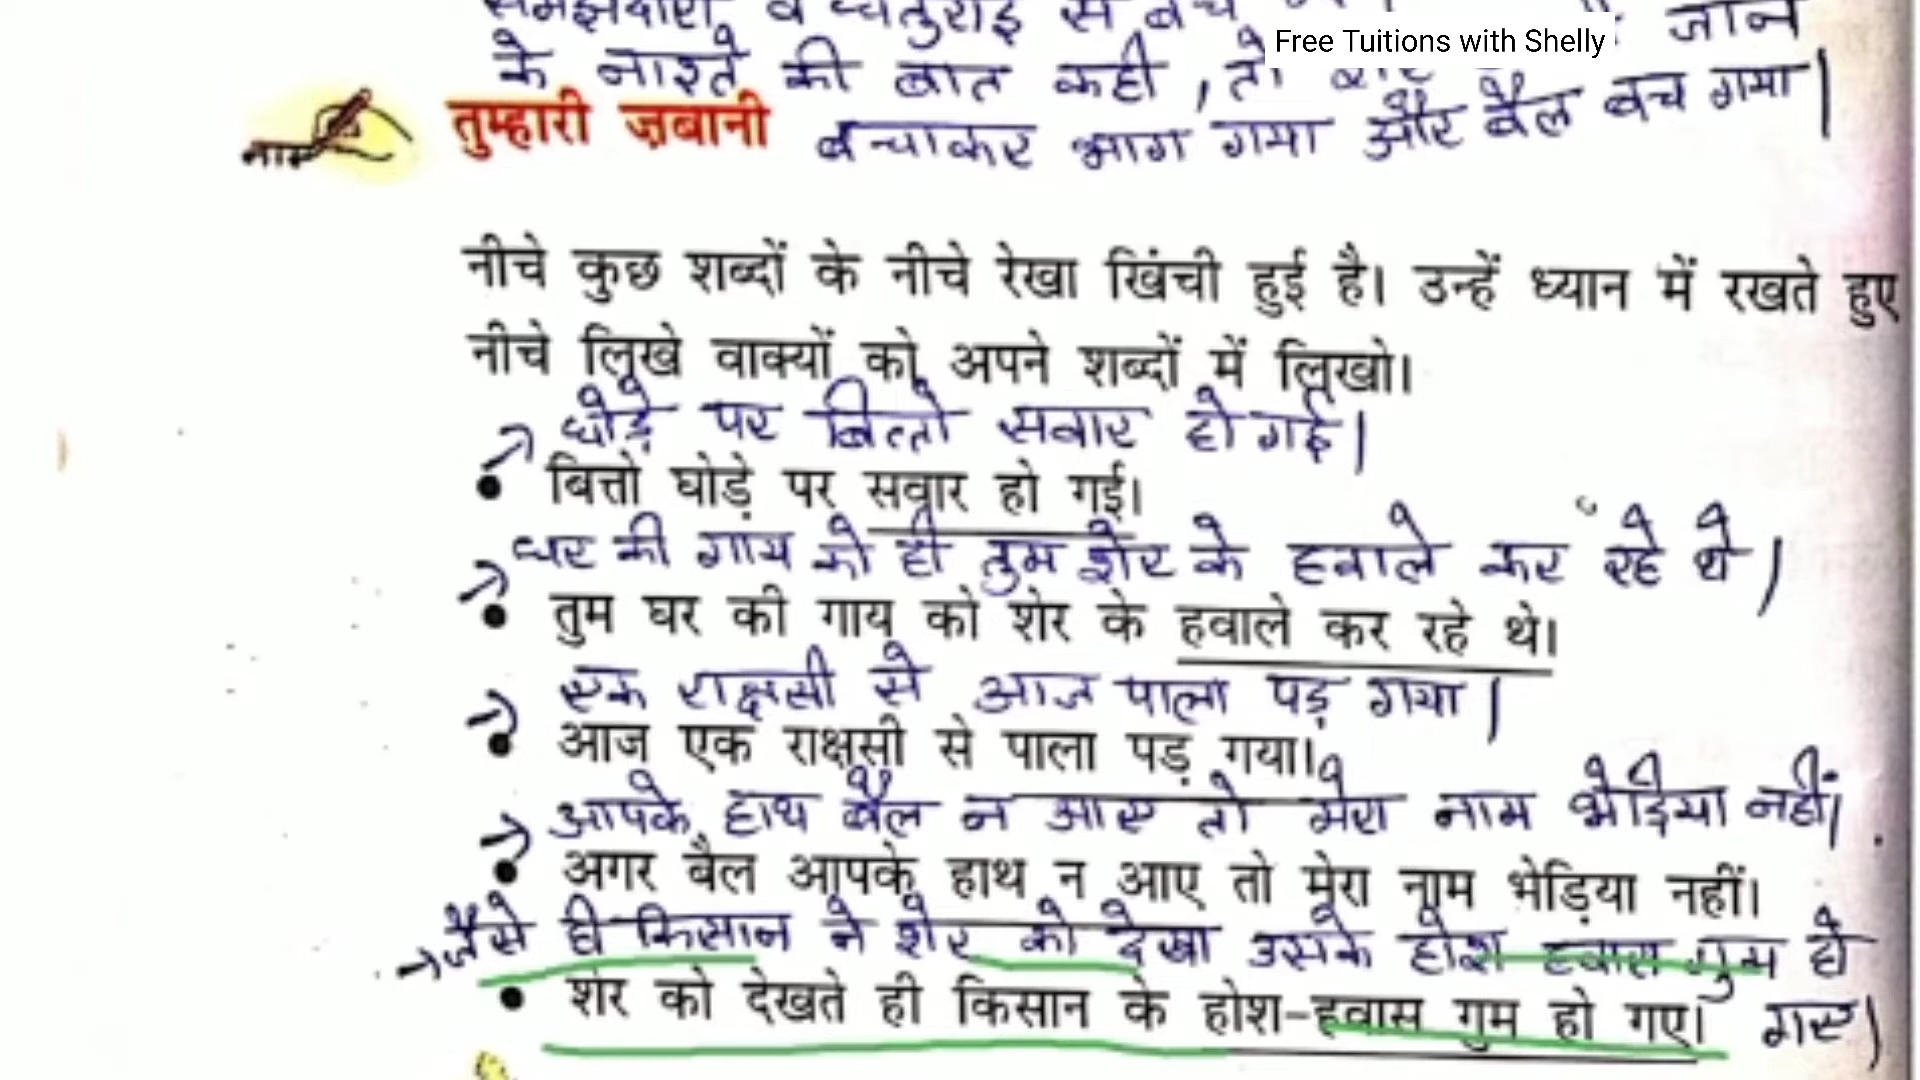 समझदारी व चतुराई से बैल
Free Tuitions with Shelly
जान
के नाश्ते की बात कही, तो शेर
तुम्हारी ज़बानी
बचाकर भाग गया और बैल बच गया।
नीचे कुछ शब्दों के नीचे रेखा खिंची हुई है। उन्हें ध्यान में रखते हुए
नीचे लिखे वाक्यों को अपने शब्दों में लिखो।
→ घोड़े पर बित्तो सवार हो गई।
• बित्तो घोड़े पर सवार हो गई।
→ घर की गाय को ही तुम शेर के हवाले कर रहे थे।
• तुम घर की गाय को शेर के हवाले कर रहे थे।
→ एक राक्षसी से आज पाला पड़ गया।
• आज एक राक्षसी से पाला पड़ गया।
→ आपके हाथ बैल न आए तो मेरा नाम भेड़िया नहीं।
• अगर बैल आपके हाथ न आए तो मेरा नाम भेड़िया नहीं।
→ जैसे ही किसान ने शेर को देखा उसके होश हवास गुम हो
• शेर को देखते ही किसान के होश-हवास गुम हो गए।
गए।